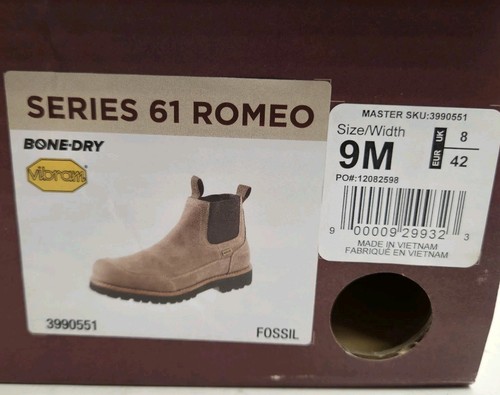 SERIES 61 ROMEO
BONE-DRY
vibram
3990551
FOSSIL
MASTER SKU:3990551
Size/Width
9M
UK 8
EUR 42
PO#:12082598
9 00009 29932 3
MADE IN VIETNAM
FABRIQUÉ EN VIETNAM